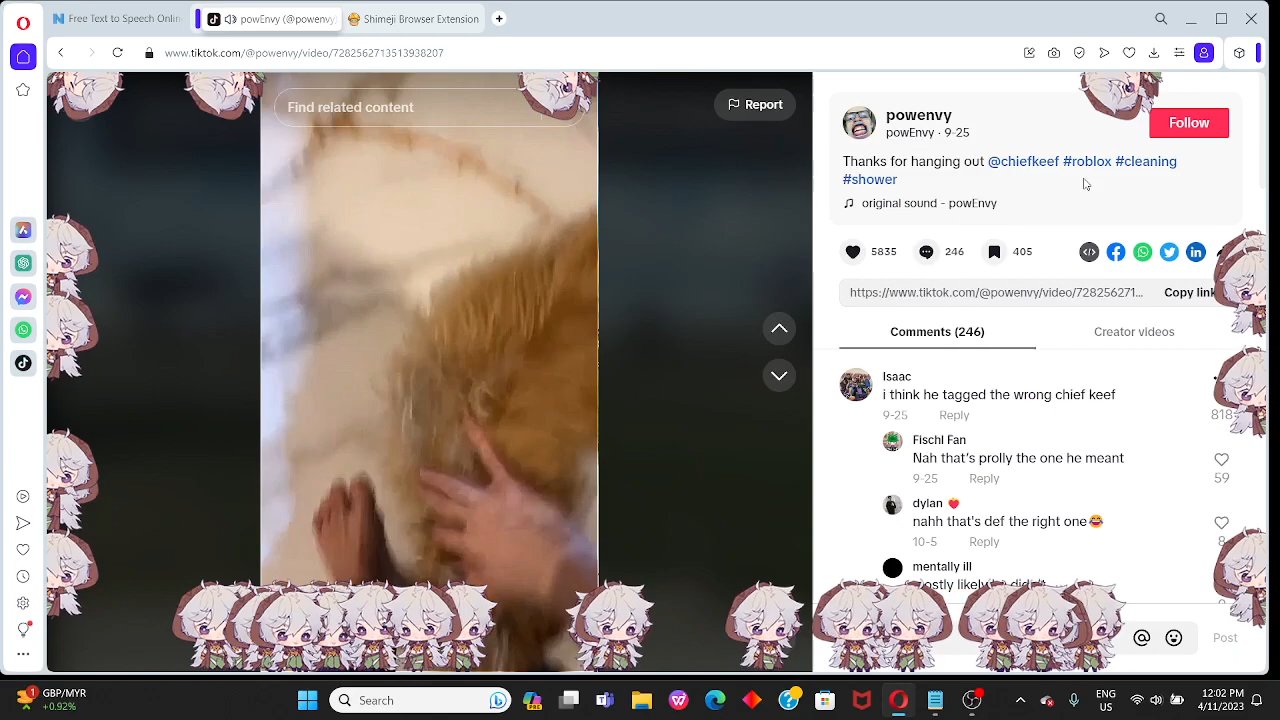 Free Text to Speech Onlin
powEnvy (@powenvy)
Shimeji Browser Extension
www.tiktok.com/@powenvy/video/7282562713513938207
Find related content
Report
powenvy
powEnvy · 9-25
Follow
Thanks for hanging out @chiefkeef #roblox #cleaning
#shower
original sound - powEnvy
5835
246
405
https://www.tiktok.com/@powenvy/video/728256271...
Copy link
Comments (246)
Creator videos
Isaac
i think he tagged the wrong chief keef
9-25
Reply
818
Fischl Fan
Nah that's prolly the one he meant
9-25
Reply
59
dylan
nahh that's def the right one😂
10-5
Reply
8
mentally ill
Post
1
GBP/MYR
+0.92%
Search
PRE
ENG
US
12:02 PM
4/11/2023